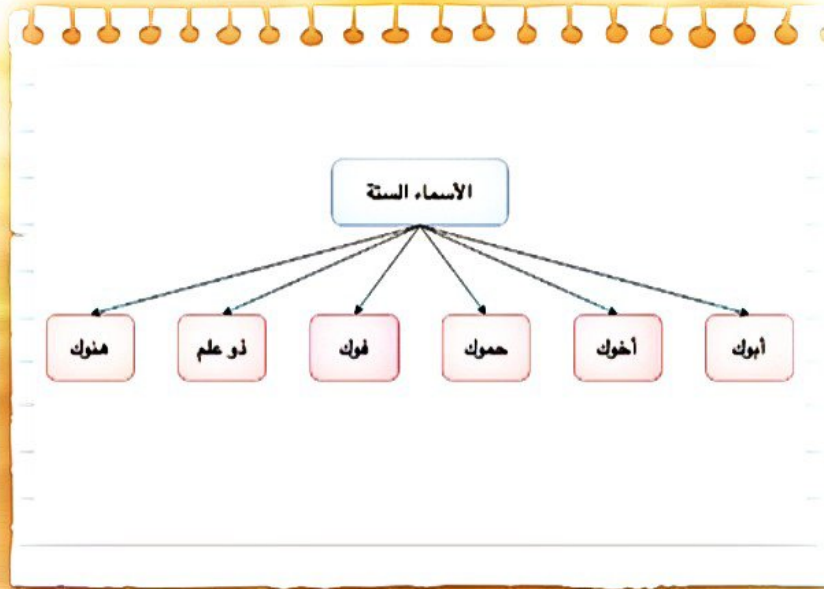 الأسماء الستة
أبوك
أخوك
حموك
فوك
ذو علم
هنوك